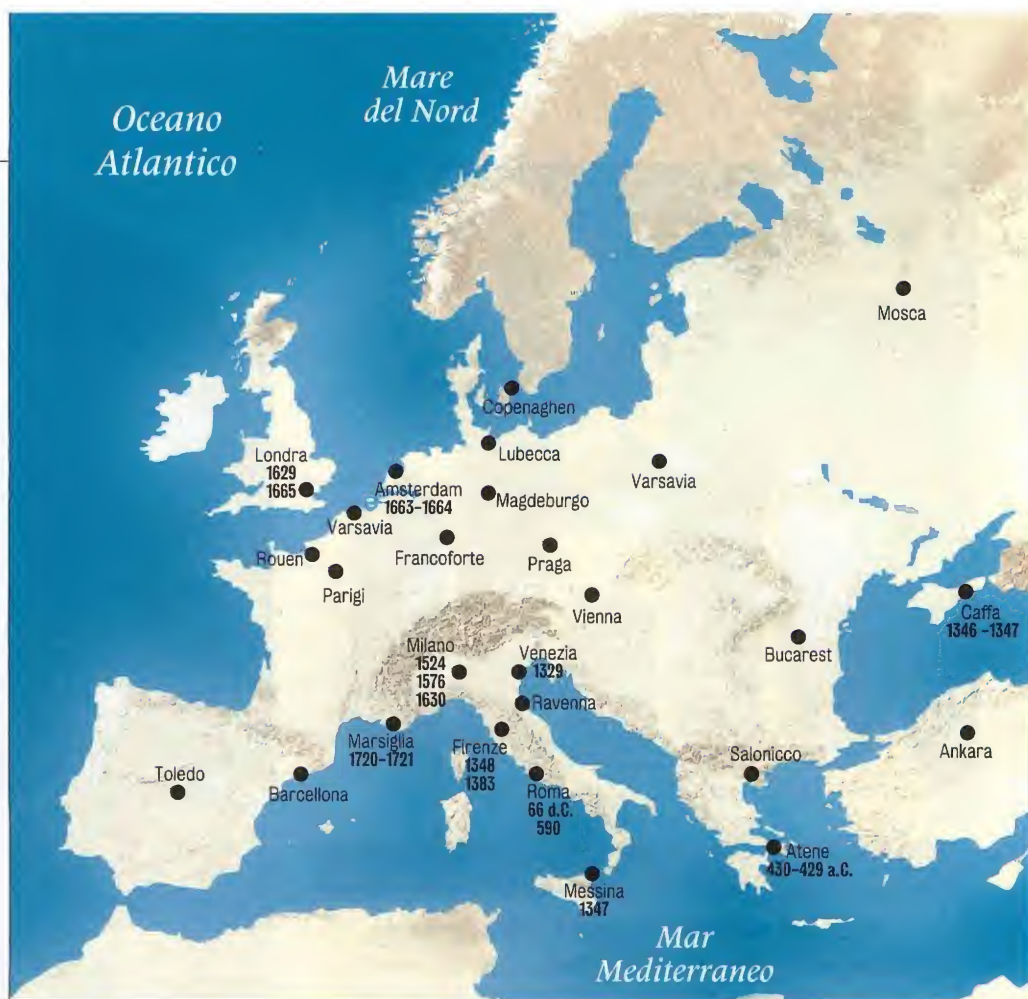 Mare
del Nord
Oceano
Atlantico
Mosca
Copenaghen
Lubecca
Londra
1629
1665
Amsterdam
1663-1664
Magdeburgo
Varsavia
Varsavia
Rouen
Francoforte
Praga
Parigi
Vienna
Caffa
1346 -1347
Milano
1524
1576
1630
Venezia
1329
Bucarest
Ravenna
Marsiglia
1720-1721
Firenze
1348
1383
Ankara
Toledo
Barcellona
Roma
66 d.C.
590
Salonicco
Atene
430-429 a.C.
Messina
1347
Mar
Mediterraneo